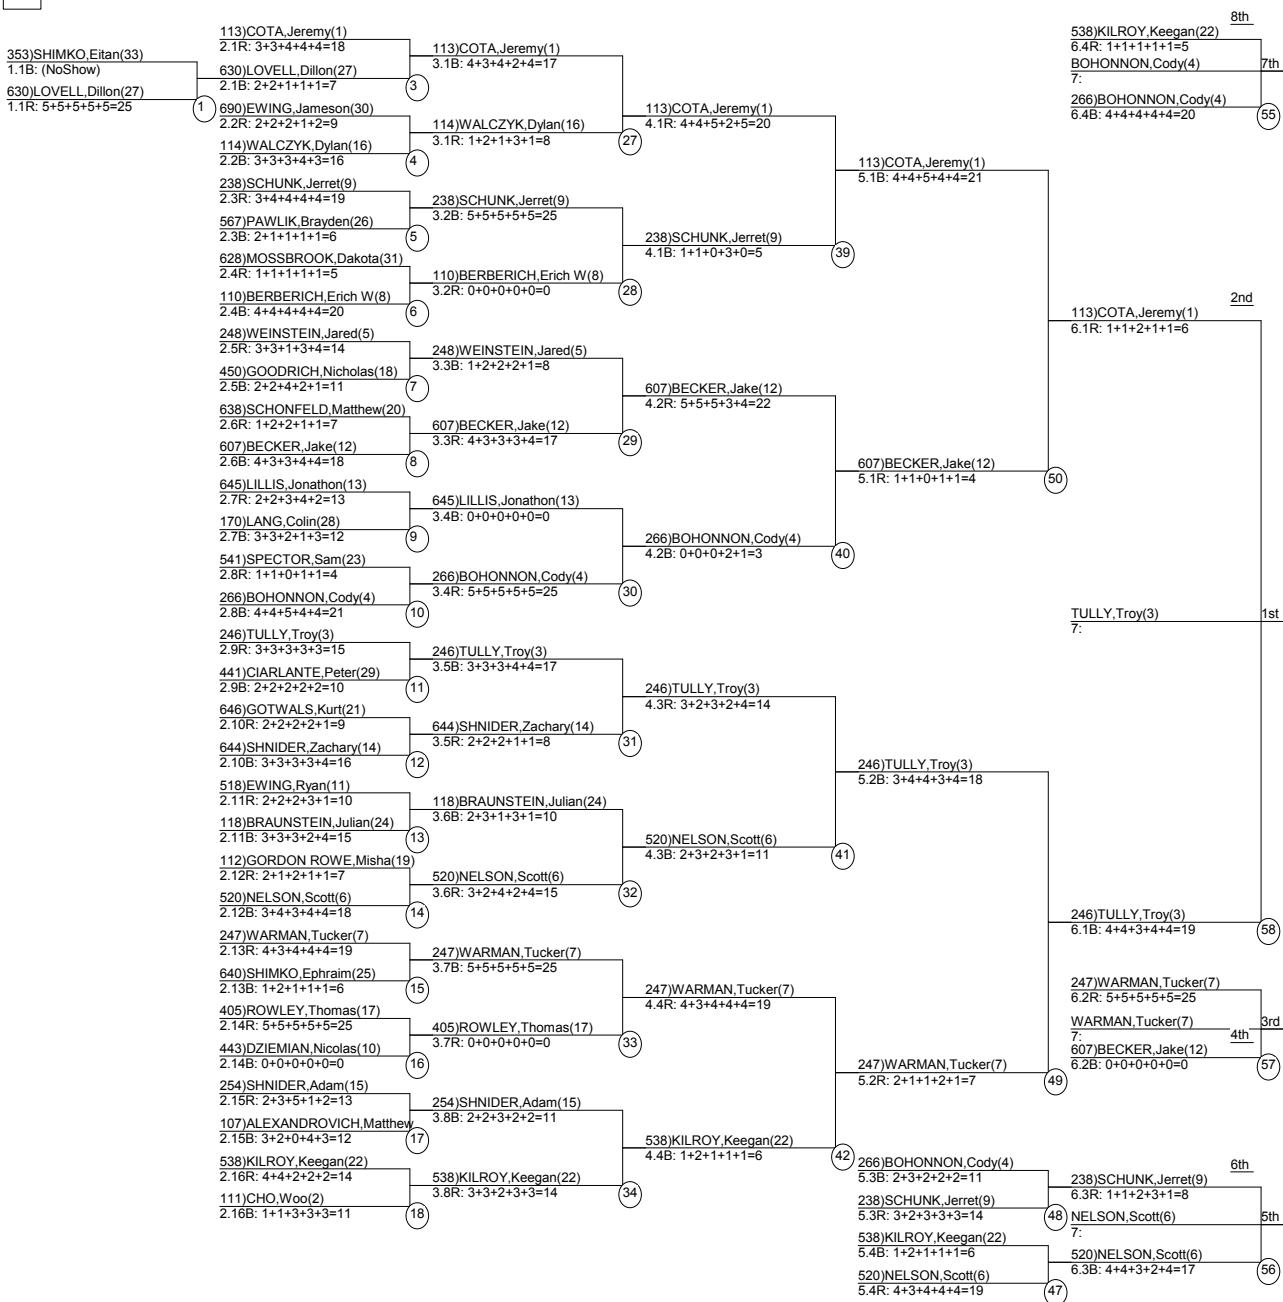 353)SHIMKO,Eitan(33)
1.1B: (NoShow)
630)LOVELL,Dillon(27)
1.1R: 5+5+5+5+5=25
1
113)COTA,Jeremy(1)
2.1R: 3+3+4+4+4=18
630)LOVELL,Dillon(27)
2.1B: 2+2+1+1+1=7
3
690)EWING,Jameson(30)
2.2R: 2+2+2+1+2=9
114)WALCZYK,Dylan(16)
2.2B: 3+3+3+4+3=16
4
238)SCHUNK,Jerret(9)
2.3R: 3+4+4+4+4=19
567)PAWLIK,Brayden(26)
2.3B: 2+1+1+1+1=6
5
628)MOSSBROOK,Dakota(31)
2.4R: 1+1+1+1+1=5
110)BERBERICH,Erich W(8)
2.4B: 4+4+4+4+4=20
6
248)WEINSTEIN,Jared(5)
2.5R: 3+3+1+3+4=14
450)GOODRICH,Nicholas(18)
2.5B: 2+2+4+2+1=11
7
638)SCHONFELD,Matthew(20)
2.6R: 1+2+2+1+1=7
607)BECKER,Jake(12)
2.6B: 4+3+3+4+4=18
8
645)LILLIS,Jonathon(13)
2.7R: 2+2+3+4+2=13
170)LANG,Colin(28)
2.7B: 3+3+2+1+3=12
9
541)SPECTOR,Sam(23)
2.8R: 1+1+0+1+1=4
266)BOHONNON,Cody(4)
2.8B: 4+4+5+4+4=21
10
246)TULLY,Troy(3)
2.9R: 3+3+3+3+3=15
441)CIARLANTE,Peter(29)
2.9B: 2+2+2+2+2=10
11
646)GOTWALS,Kurt(21)
2.10R: 2+2+2+2+1=9
644)SHNIDER,Zachary(14)
2.10B: 3+3+3+3+4=16
12
518)EWING,Ryan(11)
2.11R: 2+2+2+3+1=10
118)BRAUNSTEIN,Julian(24)
2.11B: 3+3+3+2+4=15
13
112)GORDON ROWE,Misha(19)
2.12R: 2+1+2+1+1=7
520)NELSON,Scott(6)
2.12B: 3+4+3+4+4=18
14
247)WARMAN,Tucker(7)
2.13R: 4+3+4+4+4=19
640)SHIMKO,Ephraim(25)
2.13B: 1+2+1+1+1=6
15
405)ROWLEY,Thomas(17)
2.14R: 5+5+5+5+5=25
443)DZIEMIAN,Nicolas(10)
2.14B: 0+0+0+0+0=0
16
254)SHNIDER,Adam(15)
2.15R: 2+3+5+1+2=13
107)ALEXANDROVICH,Matthew
2.15B: 3+2+0+4+3=12
17
538)KILROY,Keegan(22)
2.16R: 4+4+2+2+2=14
111)CHO,Woo(2)
2.16B: 1+1+3+3+3=11
18
113)COTA,Jeremy(1)
3.1B: 4+3+4+2+4=17
114)WALCZYK,Dylan(16)
3.1R: 1+2+1+3+1=8
27
238)SCHUNK,Jerret(9)
3.2B: 5+5+5+5+5=25
110)BERBERICH,Erich W(8)
3.2R: 0+0+0+0+0=0
28
248)WEINSTEIN,Jared(5)
3.3B: 1+2+2+2+1=8
607)BECKER,Jake(12)
3.3R: 4+3+3+3+4=17
29
645)LILLIS,Jonathon(13)
3.4B: 0+0+0+0+0=0
266)BOHONNON,Cody(4)
3.4R: 5+5+5+5+5=25
30
246)TULLY,Troy(3)
3.5B: 3+3+3+4+4=17
644)SHNIDER,Zachary(14)
3.5R: 2+2+2+1+1=8
31
118)BRAUNSTEIN,Julian(24)
3.6B: 2+3+1+3+1=10
520)NELSON,Scott(6)
3.6R: 3+2+4+2+4=15
32
247)WARMAN,Tucker(7)
3.7B: 5+5+5+5+5=25
405)ROWLEY,Thomas(17)
3.7R: 0+0+0+0+0=0
33
254)SHNIDER,Adam(15)
3.8B: 2+2+3+2+2=11
538)KILROY,Keegan(22)
3.8R: 3+3+2+3+3=14
34
113)COTA,Jeremy(1)
4.1R: 4+4+5+2+5=20
238)SCHUNK,Jerret(9)
4.1B: 1+1+0+3+0=5
39
607)BECKER,Jake(12)
4.2R: 5+5+5+3+4=22
266)BOHONNON,Cody(4)
4.2B: 0+0+0+2+1=3
40
246)TULLY,Troy(3)
4.3R: 3+2+3+2+4=14
520)NELSON,Scott(6)
4.3B: 2+3+2+3+1=11
41
247)WARMAN,Tucker(7)
4.4R: 4+3+4+4+4=19
538)KILROY,Keegan(22)
4.4B: 1+2+1+1+1=6
42
113)COTA,Jeremy(1)
5.1B: 4+4+5+4+4=21
607)BECKER,Jake(12)
5.1R: 1+1+0+1+1=4
50
246)TULLY,Troy(3)
5.2B: 3+4+4+3+4=18
247)WARMAN,Tucker(7)
5.2R: 2+1+1+2+1=7
49
266)BOHONNON,Cody(4)
5.3B: 2+3+2+2+2=11
238)SCHUNK,Jerret(9)
5.3R: 3+2+3+3+3=14
48
538)KILROY,Keegan(22)
5.4B: 1+2+1+1+1=6
520)NELSON,Scott(6)
5.4R: 4+3+4+4+4=19
47
8th
538)KILROY,Keegan(22)
6.4R: 1+1+1+1+1=5
BOHONNON,Cody(4)
7th
7:
266)BOHONNON,Cody(4)
6.4B: 4+4+4+4+4=20
55
2nd
113)COTA,Jeremy(1)
6.1R: 1+1+2+1+1=6
TULLY,Troy(3)
1st
7:
246)TULLY,Troy(3)
6.1B: 4+4+3+4+4=19
58
247)WARMAN,Tucker(7)
6.2R: 5+5+5+5+5=25
WARMAN,Tucker(7)
3rd
7:
4th
607)BECKER,Jake(12)
6.2B: 0+0+0+0+0=0
57
6th
238)SCHUNK,Jerret(9)
6.3R: 1+1+2+3+1=8
NELSON,Scott(6)
5th
7:
520)NELSON,Scott(6)
6.3B: 4+4+3+2+4=17
56